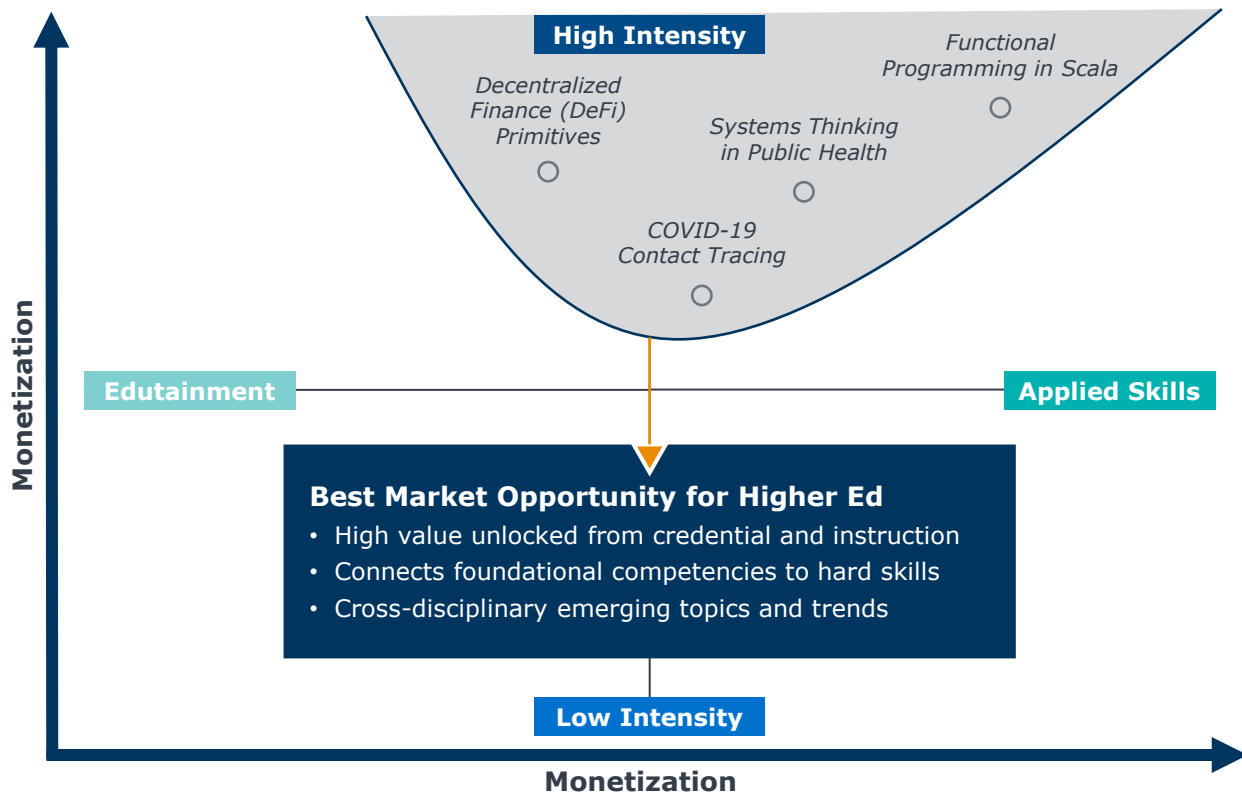 High Intensity
Functional
Programming in Scala
Decentralized
Finance (DeFi)
Primitives
Systems Thinking
in Public Health
COVID-19
Contact Tracing
Monetization
Edutainment
Applied Skills
Best Market Opportunity for Higher Ed
• High value unlocked from credential and instruction
• Connects foundational competencies to hard skills
• Cross-disciplinary emerging topics and trends
Low Intensity
Monetization